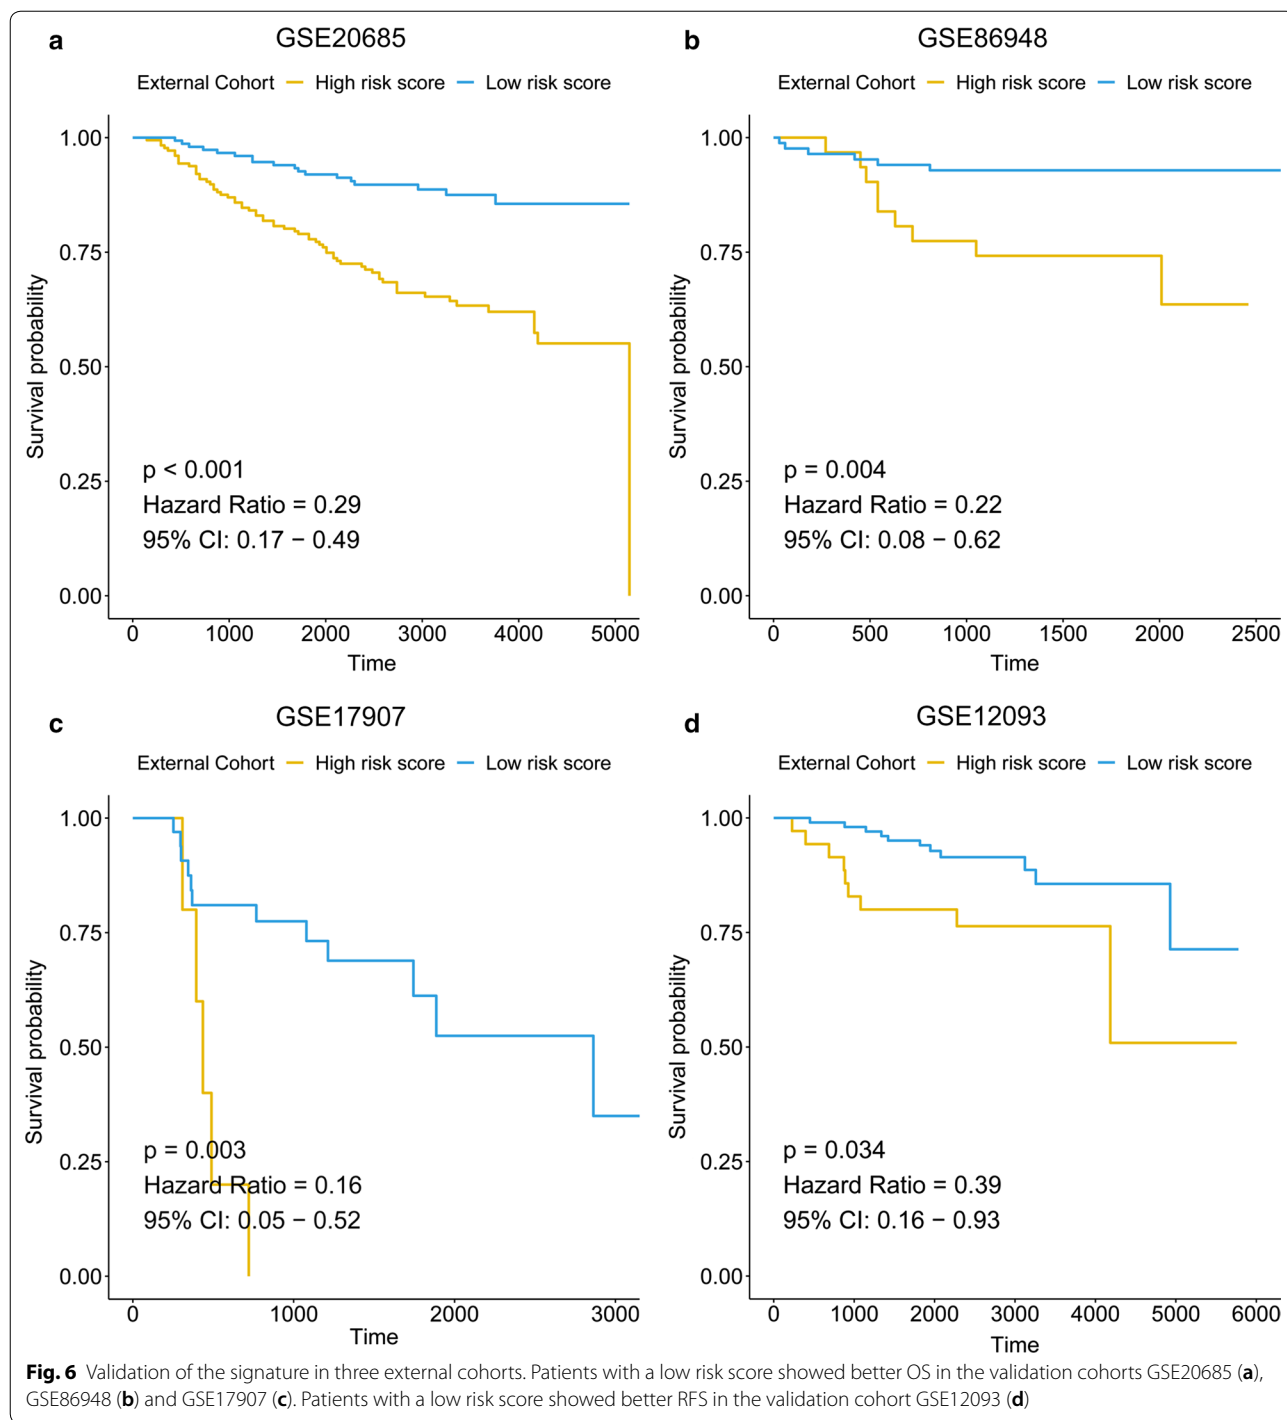 a
GSE20685
External Cohort High risk score Low risk score
1.00
0.75
0.50
0.25
0.00
Survival probability
p < 0.001
Hazard Ratio = 0.29
95% CI: 0.17 − 0.49
0 1000 2000 3000 4000 5000
Time
b
GSE86948
External Cohort High risk score Low risk score
1.00
0.75
0.50
0.25
0.00
Survival probability
p = 0.004
Hazard Ratio = 0.22
95% CI: 0.08 − 0.62
0 500 1000 1500 2000 2500
Time
c
GSE17907
External Cohort High risk score Low risk score
1.00
0.75
0.50
0.25
0.00
Survival probability
p = 0.003
Hazard Ratio = 0.16
95% CI: 0.05 − 0.52
0 1000 2000 3000
Time
d
GSE12093
External Cohort High risk score Low risk score
1.00
0.75
0.50
0.25
0.00
Survival probability
p = 0.034
Hazard Ratio = 0.39
95% CI: 0.16 − 0.93
0 1000 2000 3000 4000 5000 6000
Time
Fig. 6 Validation of the signature in three external cohorts. Patients with a low risk score showed better OS in the validation cohorts GSE20685 (a),
GSE86948 (b) and GSE17907 (c). Patients with a low risk score showed better RFS in the validation cohort GSE12093 (d)